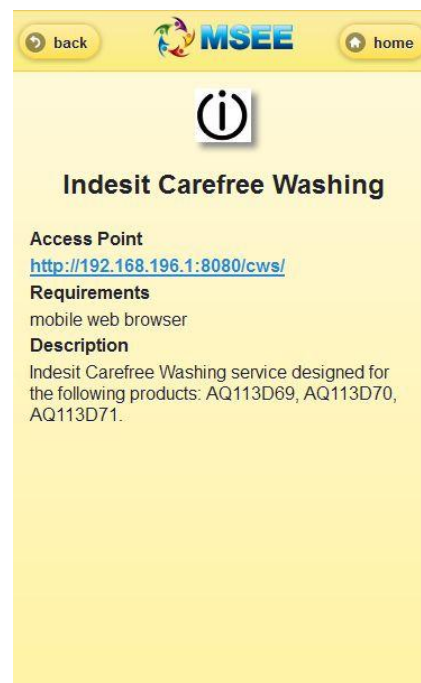 back
MSEE
home
Indesit Carefree Washing
Access Point
http://192.168.196.1:8080/cws/
Requirements
mobile web browser
Description
Indesit Carefree Washing service designed for
the following products: AQ113D69, AQ113D70,
AQ113D71.